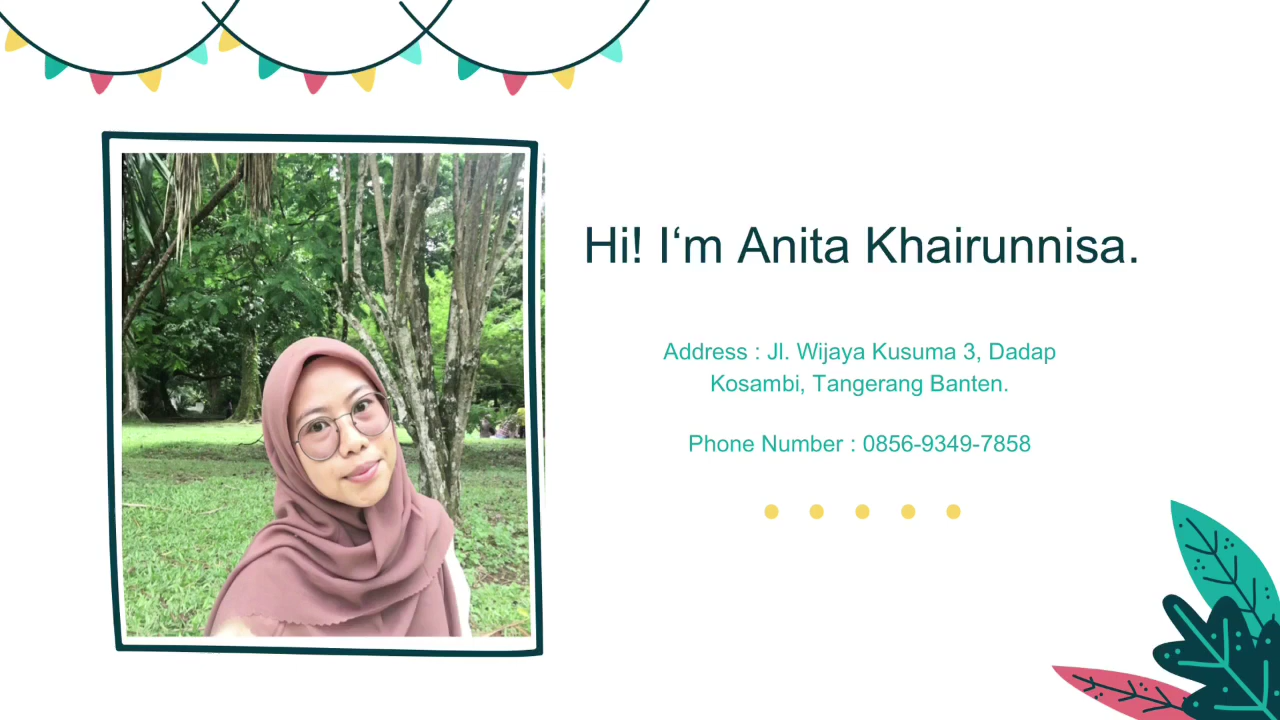 Hi! I‘m Anita Khairunnisa.
Address : Jl. Wijaya Kusuma 3, Dadap
Kosambi, Tangerang Banten.
Phone Number : 0856-9349-7858